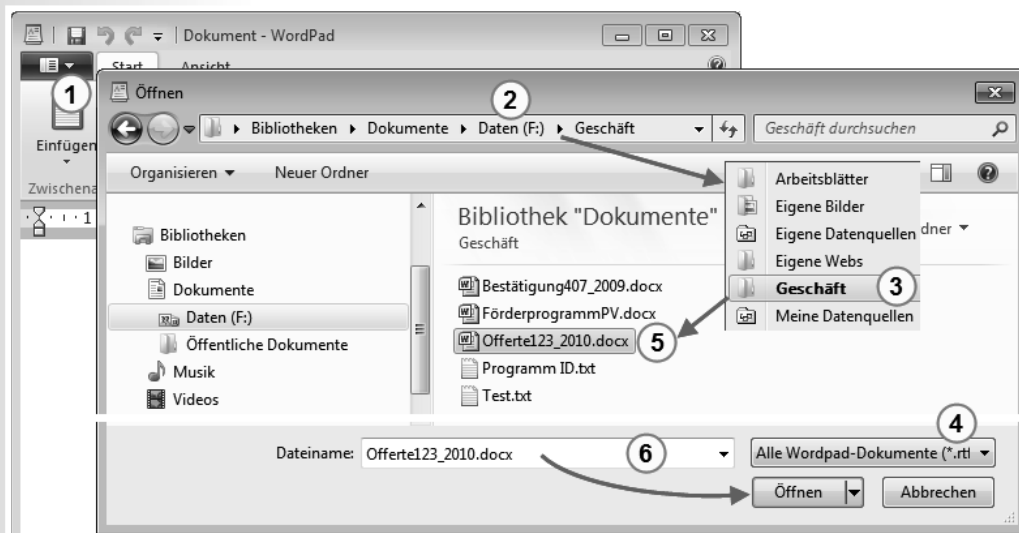 Dokument - WordPad
Start Ansicht
1
Öffnen
2
Bibliotheken Dokumente Daten (F:) Geschäft
Geschäft durchsuchen
Einfügen
Organisieren Neuer Ordner
Zwischena
1
Bibliotheken
Bilder
Dokumente
Daten (F:)
Öffentliche Dokumente
Musik
Videos
Bibliothek "Dokumente"
Geschäft
dner
Arbeitsblätter
Eigene Bilder
Eigene Datenquellen
Eigene Webs
Geschäft 3
Meine Datenquellen
Bestätigung407_2009.docx
FörderprogrammPV.docx
Offerte123_2010.docx 5
Programm ID.txt
Test.txt
4
Dateiname: Offerte123_2010.docx 6
Alle Wordpad-Dokumente (*.rtf
Öffnen Abbrechen